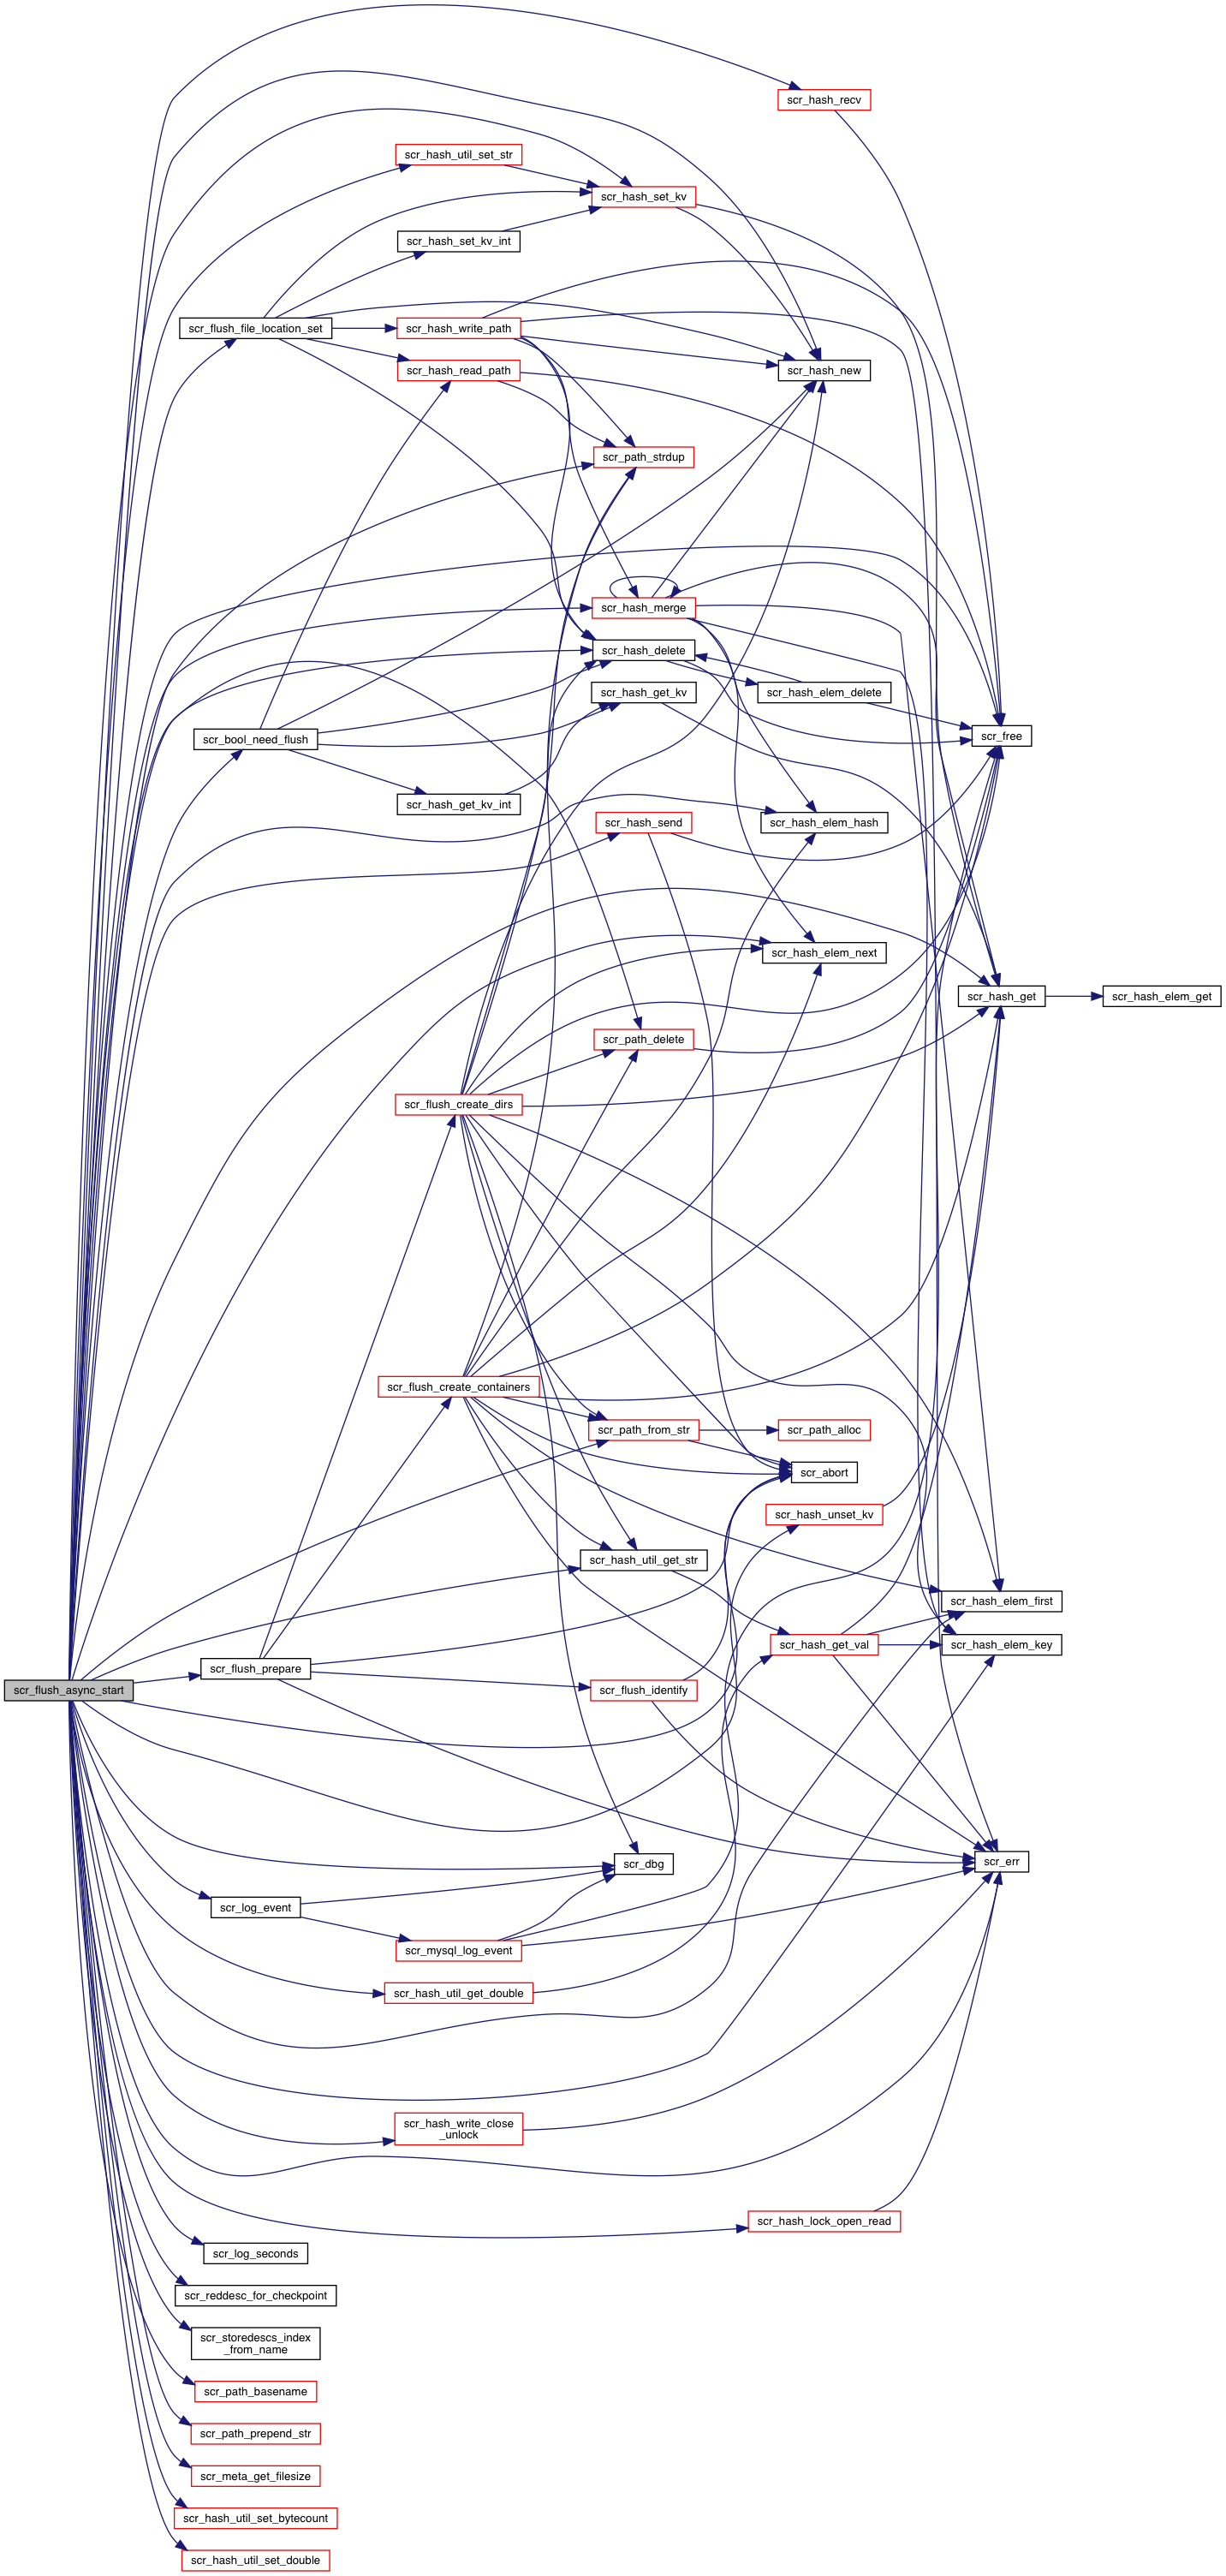 scr_hash_recv
scr_hash_util_set_str
scr_hash_set_kv
scr_hash_set_kv_int
scr_flush_file_location_set
scr_hash_write_path
scr_hash_read_path
scr_hash_new
scr_path_strdup
scr_hash_merge
scr_hash_delete
scr_hash_get_kv
scr_hash_elem_delete
scr_bool_need_flush
scr_free
scr_hash_get_kv_int
scr_hash_send
scr_hash_elem_hash
scr_hash_elem_next
scr_hash_get
scr_hash_elem_get
scr_path_delete
scr_flush_create_dirs
scr_flush_create_containers
scr_path_from_str
scr_path_alloc
scr_abort
scr_hash_unset_kv
scr_hash_util_get_str
scr_hash_elem_first
scr_hash_get_val
scr_hash_elem_key
scr_flush_prepare
scr_flush_async_start
scr_flush_identify
scr_dbg
scr_err
scr_log_event
scr_mysql_log_event
scr_hash_util_get_double
scr_hash_write_close
_unlock
scr_hash_lock_open_read
scr_log_seconds
scr_reddesc_for_checkpoint
scr_storedescs_index
_from_name
scr_path_basename
scr_path_prepend_str
scr_meta_get_filesize
scr_hash_util_set_bytecount
scr_hash_util_set_double